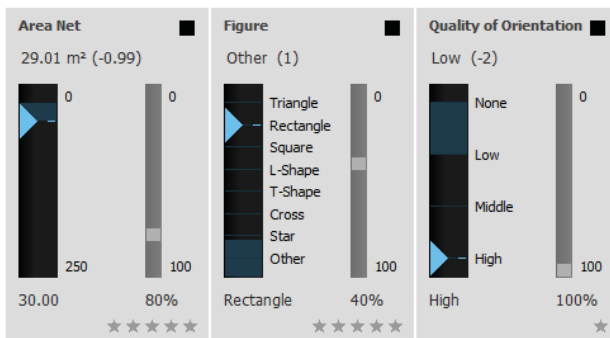 Area Net
29.01 m² (-0.99)
0
0
250
100
30.00
80%
Figure
Other (1)
Triangle
Rectangle
Square
L-Shape
T-Shape
Cross
Star
Other
0
100
Rectangle
40%
Quality of Orientation
Low (-2)
None
Low
Middle
High
0
100
High
100%